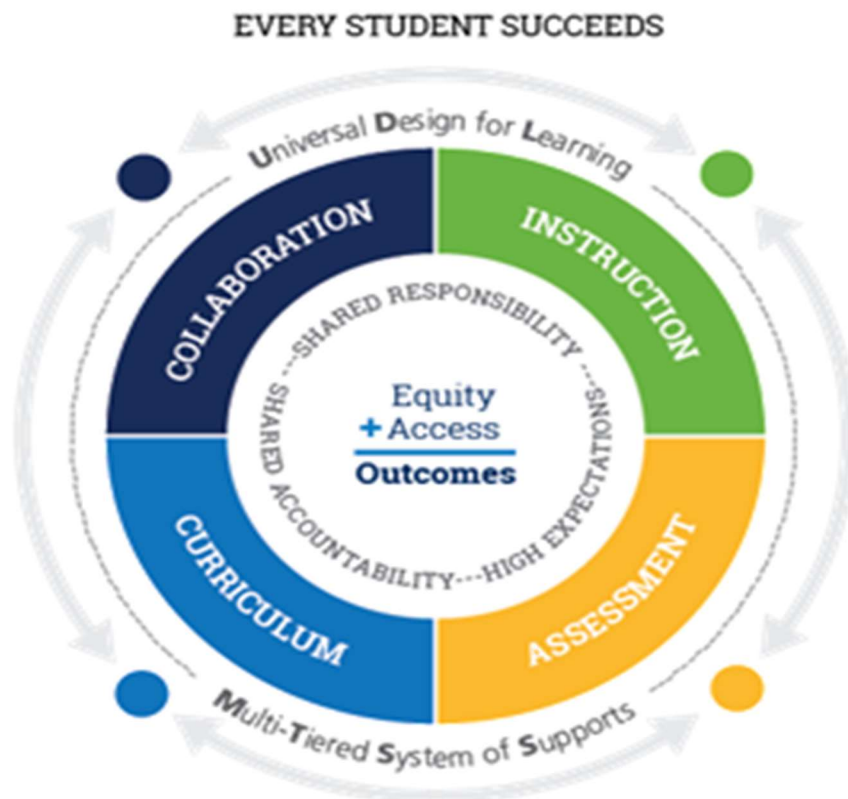 EVERY STUDENT SUCCEEDS
Universal Design for Learning
COLLABORATION
INSTRUCTION
---SHARED RESPONSIBILITY
---HIGH EXPECTATIONS
---SHARED ACCOUNTABILITY
Equity
+ Access
Outcomes
CURRICULUM
ASSESSMENT
Multi-Tiered System of Supports